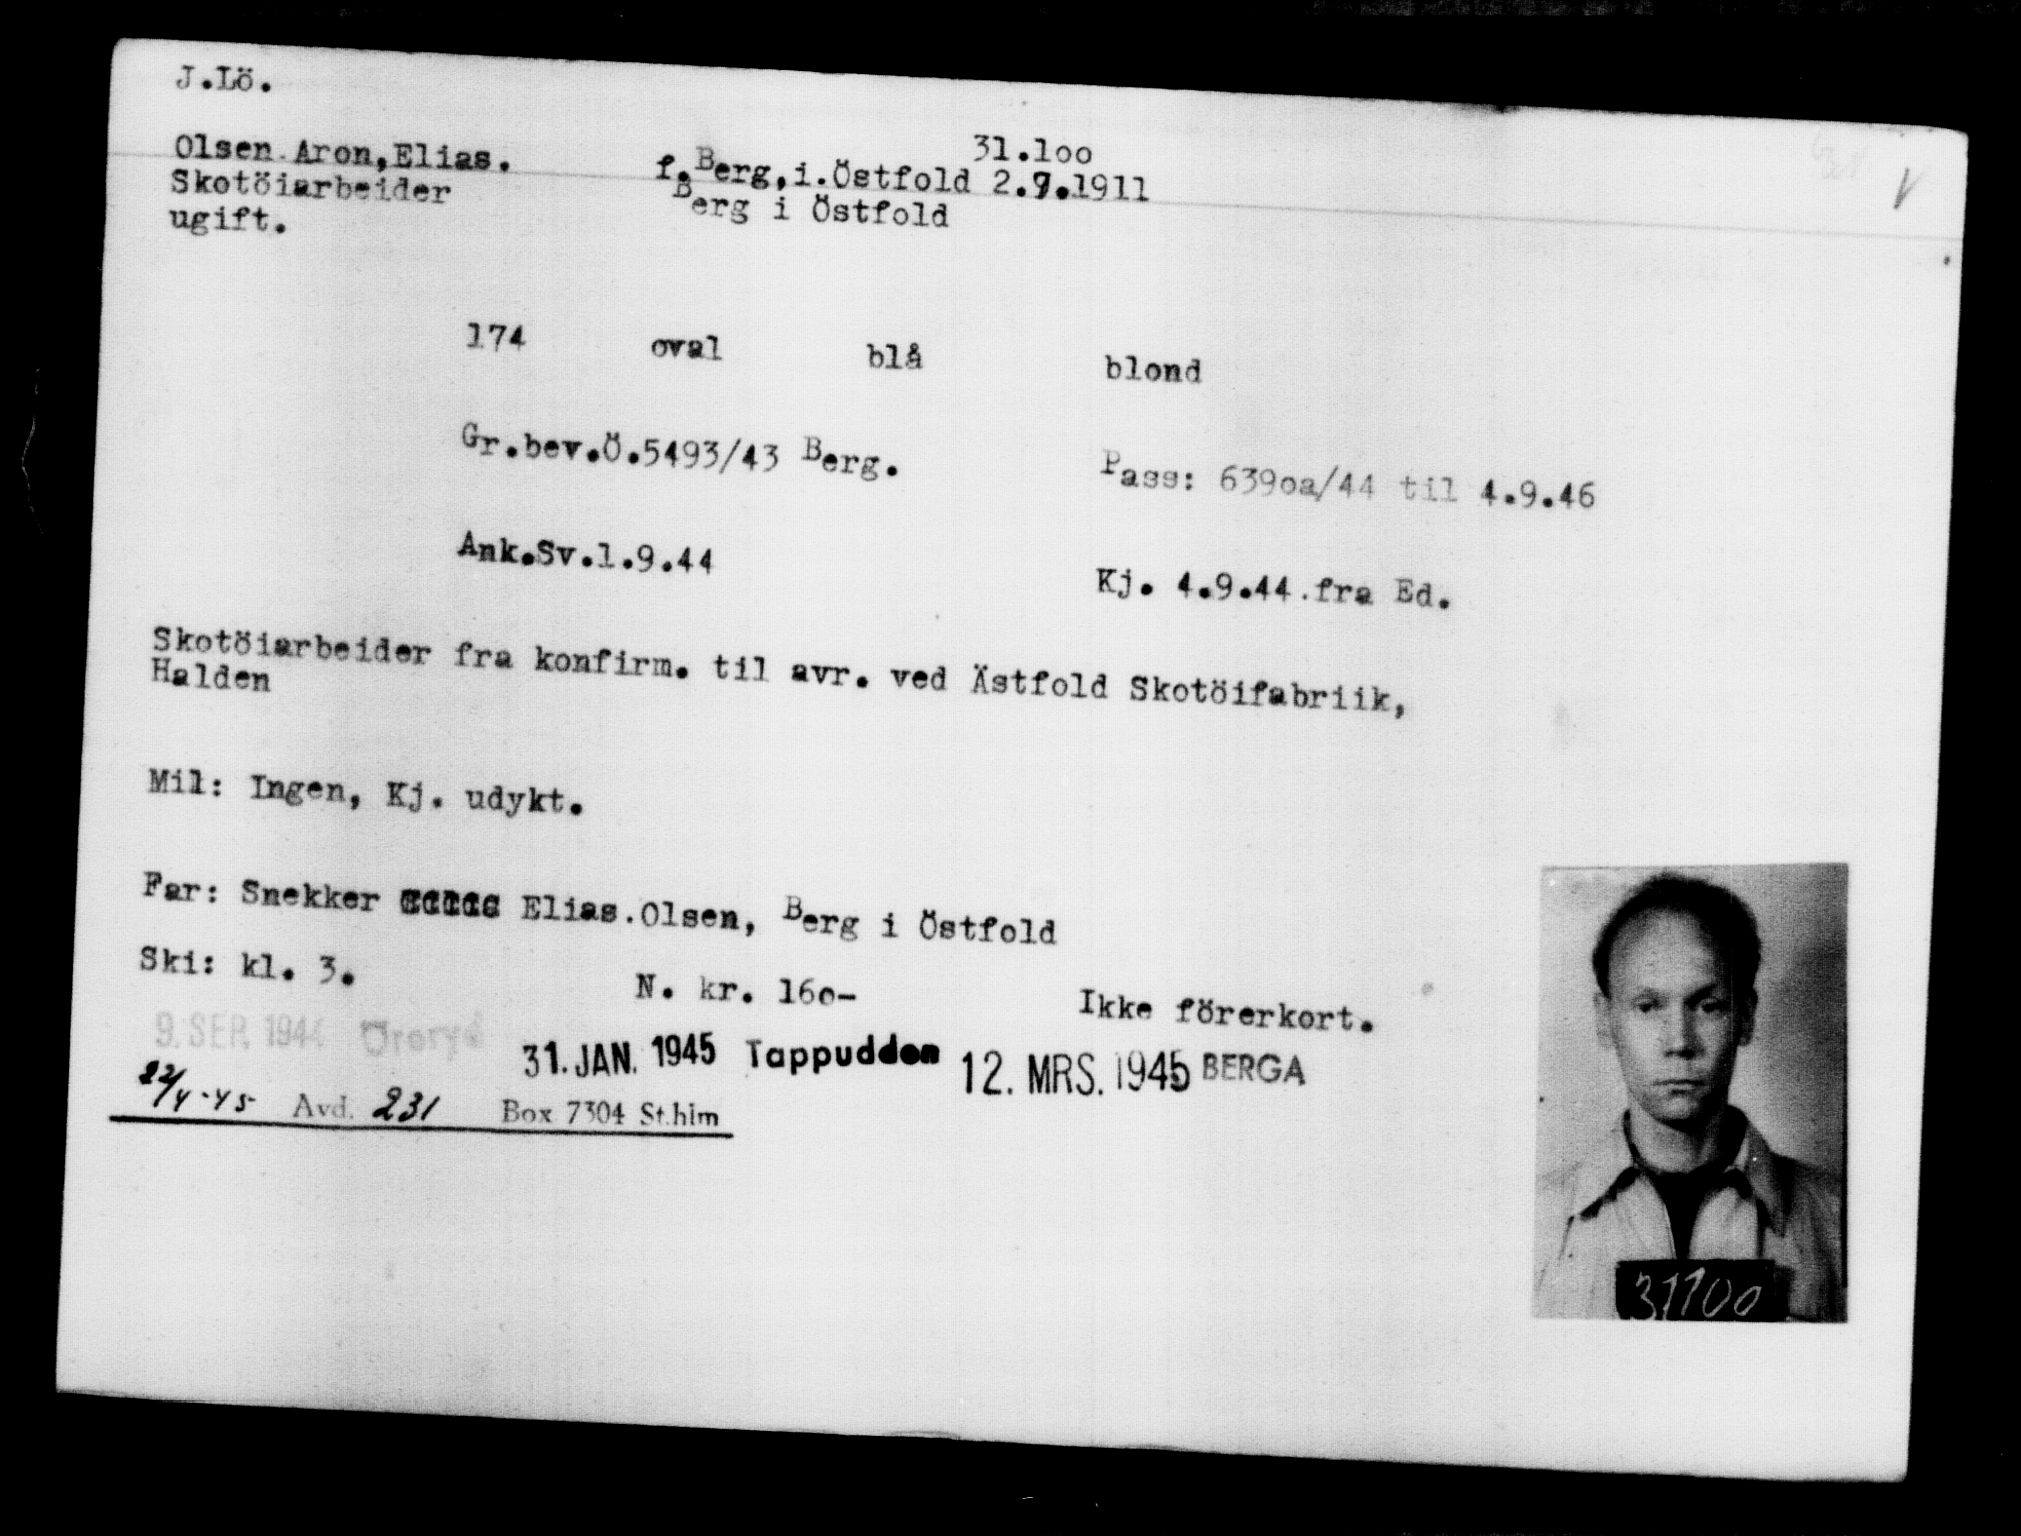 J.Lö.
31.1oo
Olsen Aron,Elias. f.Berg,i.Östfold 2.9.1911
Skotöiarbeider Berg i Östfold
ugift.
174 oval blå blond
Gr.bev.Ö.5493/43 Berg. Pass: 639oa/44 til 4.9.46
Ank.Sv.1.9.44 Kj. 4.9.44.fra Ed.
Skotöiarbeider fra konfirm. til avr. ved Ästfold Skotöifabriik,
Halden
Mil: Ingen, Kj. udykt.
Far: Snekker Elias.Olsen, Berg i Östfold
Ski: kl. 3. N. kr. 16o- Ikke förerkort.
9. SEP. 1944 Öreryd 31. JAN. 1945 Tappudden 12. MRS. 1945 BERGA
22/4-45 Avd. 231 Box 7304 St.hlm
31100